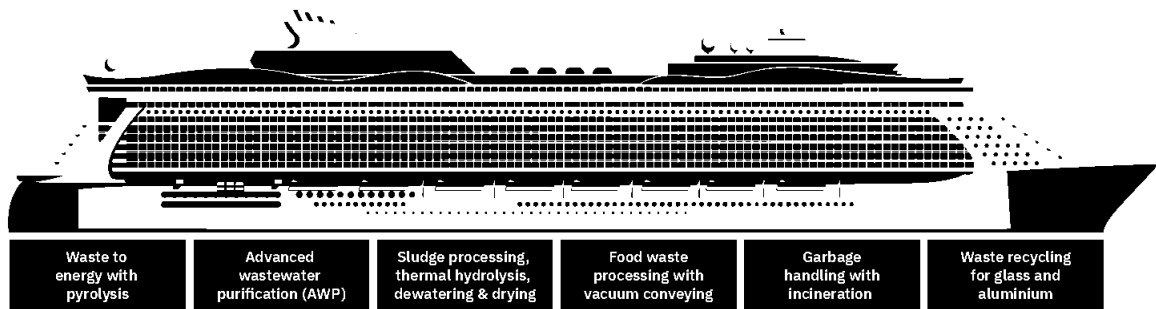 Waste to
energy with
pyrolysis
Advanced
wastewater
purification (AWP)
Sludge processing,
thermal hydrolysis,
dewatering & drying
Food waste
processing with
vacuum conveying
Garbage
handling with
incineration
Waste recycling
for glass and
aluminium